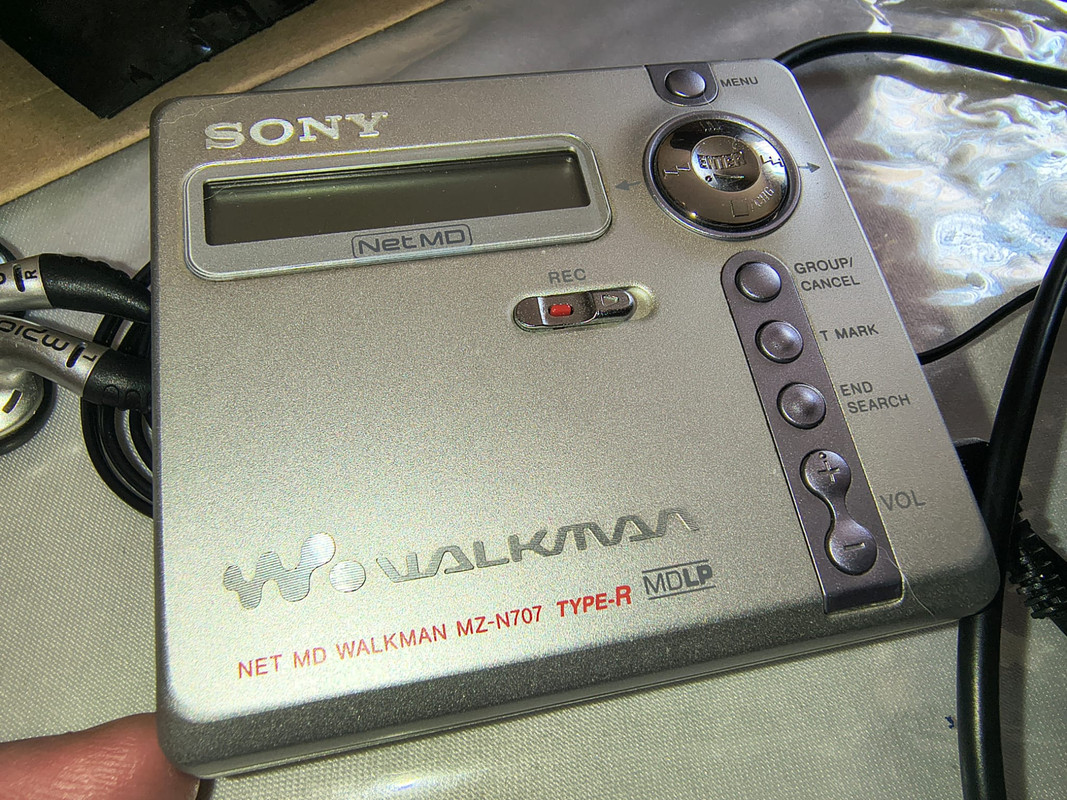 SONY
MENU
ENTER
NetMD
REC
GROUP/
CANCEL
T MARK
END
SEARCH
+
VOL
−
WALKMAN
NET MD WALKMAN MZ-N707 TYPE-R MDLP
R
L